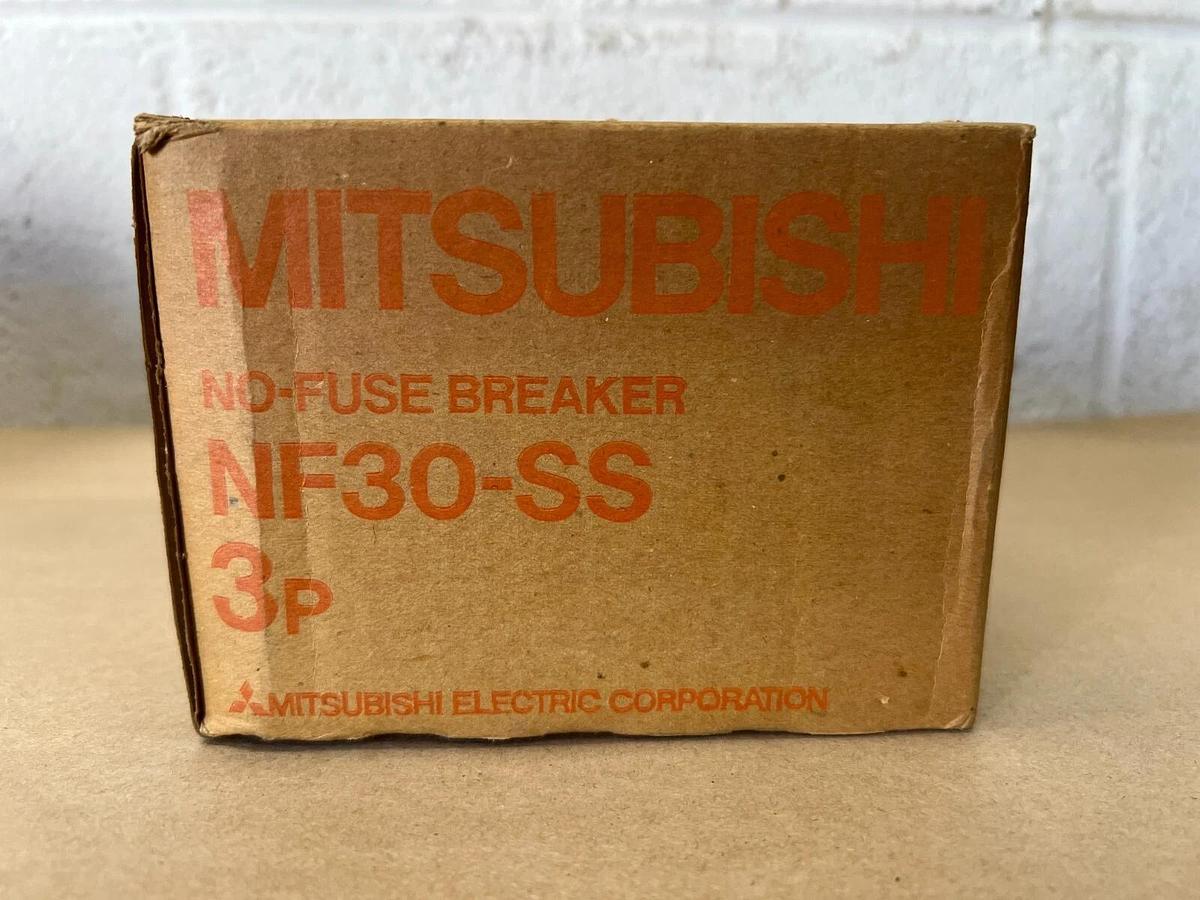 MITSUBISHI
NO-FUSE BREAKER
NF30-SS
3P
MITSUBISHI ELECTRIC CORPORATION